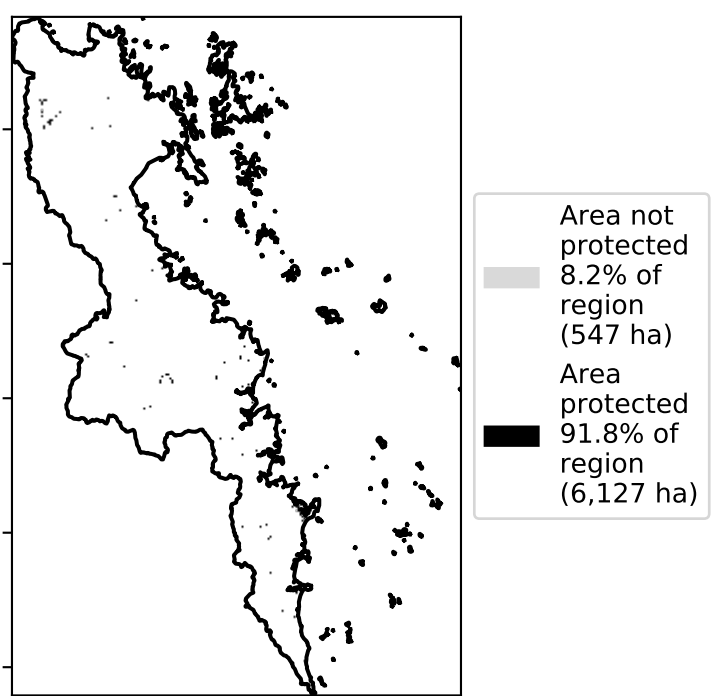 Area not
protected
8.2% of
region
(547 ha)
Area
protected
91.8% of
region
(6,127 ha)